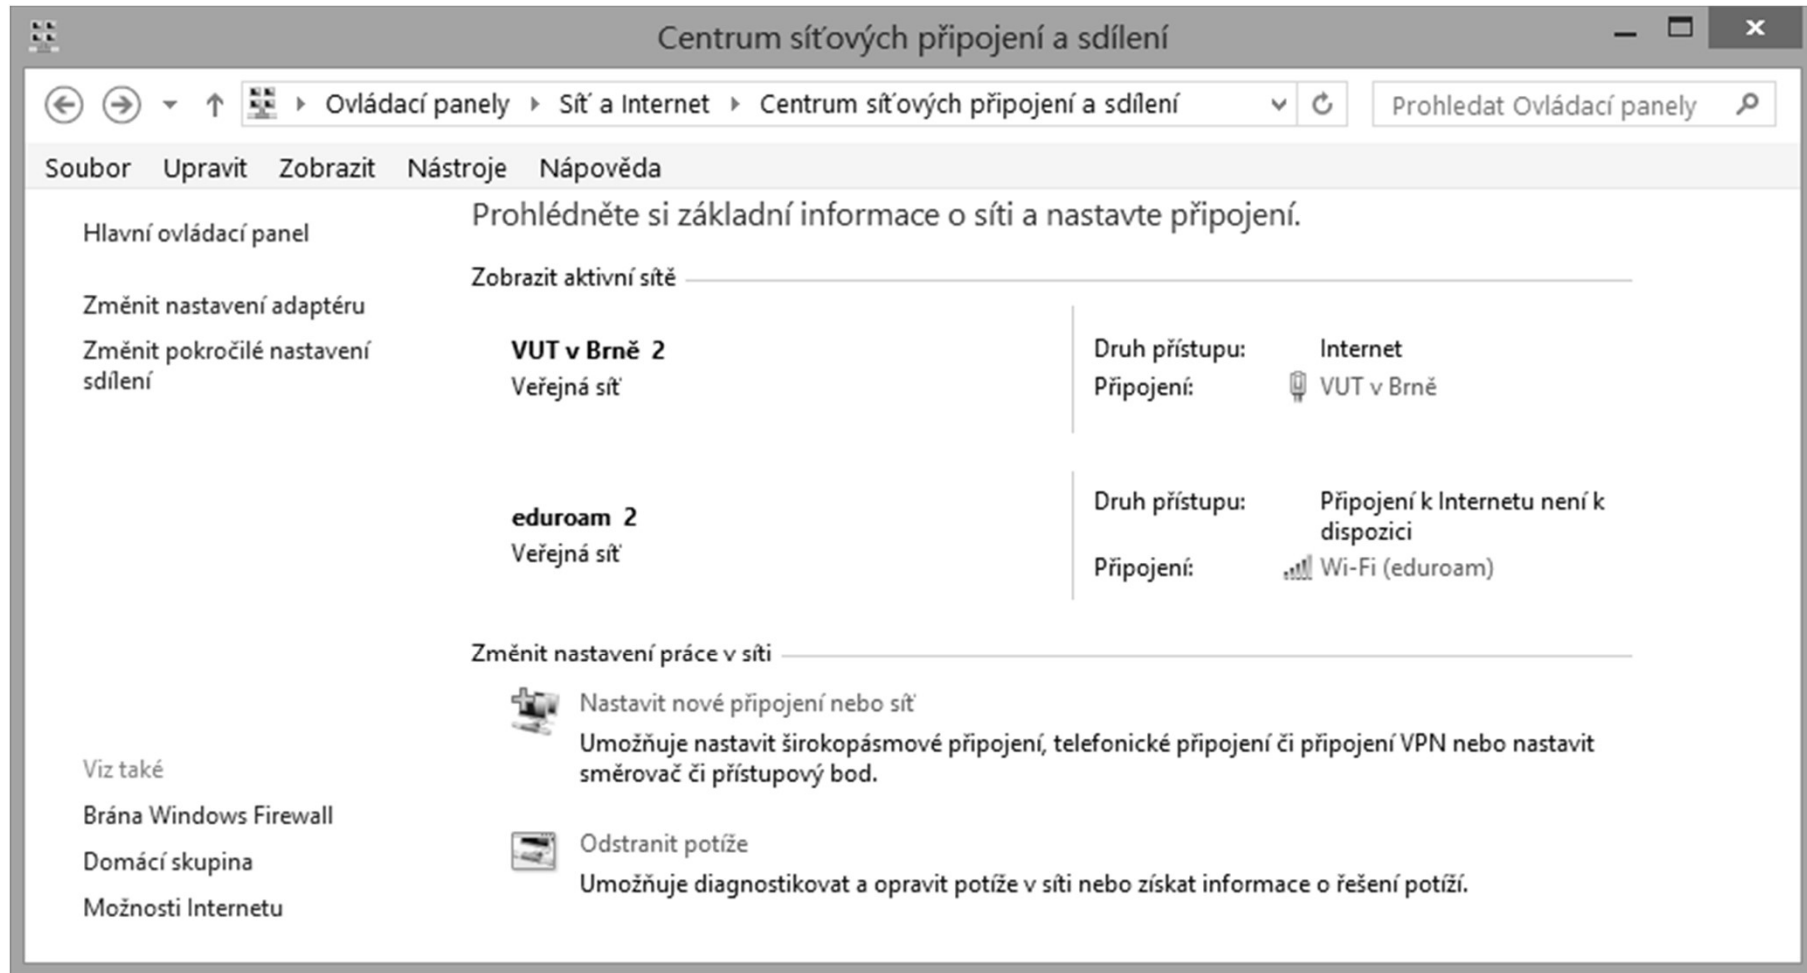 Centrum síťových připojení a sdílení
Ovládací panely Síť a Internet Centrum síťových připojení a sdílení
Prohledat Ovládací panely
Soubor Upravit Zobrazit Nástroje Nápověda
Hlavní ovládací panel
Změnit nastavení adaptéru
Změnit pokročilé nastavení
sdílení
Viz také
Brána Windows Firewall
Domácí skupina
Možnosti Internetu
Prohlédněte si základní informace o síti a nastavte připojení.
Zobrazit aktivní sítě
VUT v Brně 2
Veřejná síť
Druh přístupu: Internet
Připojení: VUT v Brně
eduroam 2
Veřejná síť
Druh přístupu: Připojení k Internetu není k
dispozici
Připojení: Wi-Fi (eduroam)
Změnit nastavení práce v síti
Nastavit nové připojení nebo síť
Umožňuje nastavit širokopásmové připojení, telefonické připojení či připojení VPN nebo nastavit
směrovač či přístupový bod.
Odstranit potíže
Umožňuje diagnostikovat a opravit potíže v síti nebo získat informace o řešení potíží.